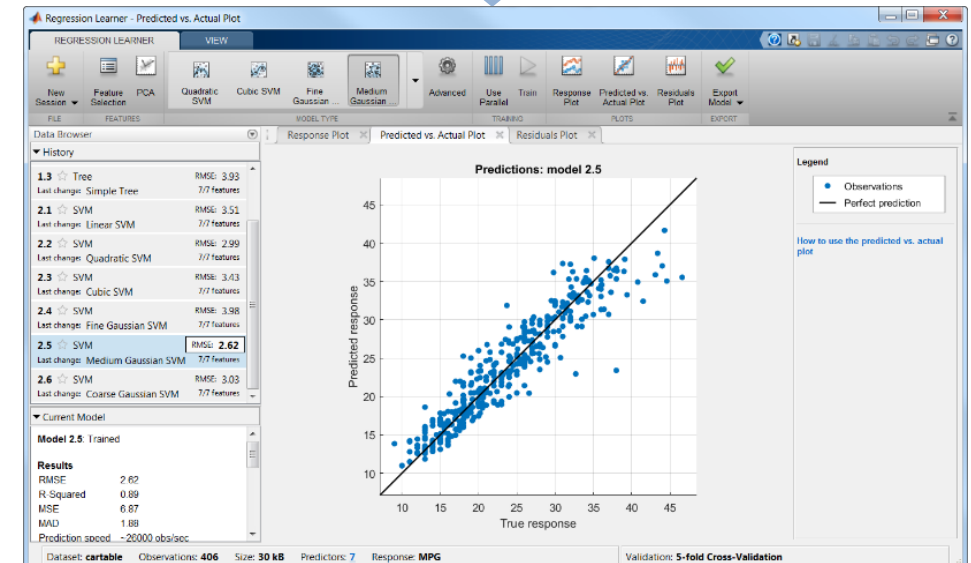 Regression Learner - Predicted vs. Actual Plot
REGRESSION LEARNER VIEW
New Session
Feature Selection
PCA
Quadratic SVM
Cubic SVM
Fine Gaussian ...
Medium Gaussian ...
Advanced
Use Parallel
Train
Response Plot
Predicted vs. Actual Plot
Residuals Plot
Export Model
FILE FEATURES MODEL TYPE TRAINING PLOTS EXPORT
Data Browser
Response Plot Predicted vs. Actual Plot Residuals Plot
History
1.3 Tree RMSE: 3.93
Last change: Simple Tree 7/7 features
2.1 SVM RMSE: 3.51
Last change: Linear SVM 7/7 features
2.2 SVM RMSE: 2.99
Last change: Quadratic SVM 7/7 features
2.3 SVM RMSE: 3.43
Last change: Cubic SVM 7/7 features
2.4 SVM RMSE: 3.98
Last change: Fine Gaussian SVM 7/7 features
2.5 SVM RMSE: 2.62
Last change: Medium Gaussian SVM 7/7 features
2.6 SVM RMSE: 3.03
Last change: Coarse Gaussian SVM 7/7 features
Current Model
Model 2.5: Trained
Results
RMSE 2.62
R-Squared 0.89
MSE 6.87
MAD 1.88
Prediction speed ~26000 obs/sec
Predictions: model 2.5
Predicted response
45
40
35
30
25
20
15
10
10 15 20 25 30 35 40 45
True response
Legend
Observations
Perfect prediction
How to use the predicted vs. actual
plot
Dataset: cartable Observations: 406 Size: 30 kB Predictors: 7 Response: MPG Validation: 5-fold Cross-Validation